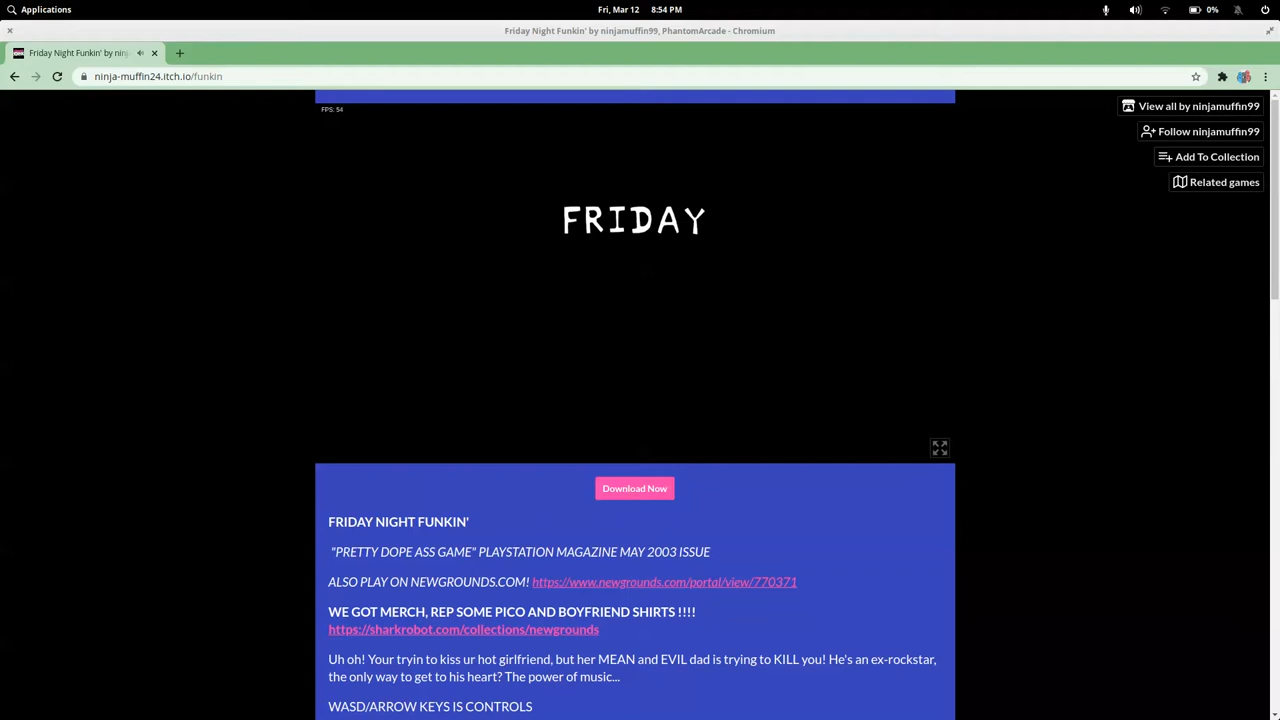 Applications
Fri, Mar 12 8:54 PM
0%
Friday Night Funkin' by ninjamuffin99, PhantomArcade - Chromium
Friday Night Funkin' by nin
ninja-muffin24.itch.io/funkin
FPS: 54
View all by ninjamuffin99
Follow ninjamuffin99
Add To Collection
Related games
FRIDAY
Download Now
FRIDAY NIGHT FUNKIN'
"PRETTY DOPE ASS GAME" PLAYSTATION MAGAZINE MAY 2003 ISSUE
ALSO PLAY ON NEWGROUNDS.COM! https://www.newgrounds.com/portal/view/770371
WE GOT MERCH, REP SOME PICO AND BOYFRIEND SHIRTS !!!!
https://sharkrobot.com/collections/newgrounds
Uh oh! Your tryin to kiss ur hot girlfriend, but her MEAN and EVIL dad is trying to KILL you! He's an ex-rockstar,
the only way to get to his heart? The power of music...
WASD/ARROW KEYS IS CONTROLS